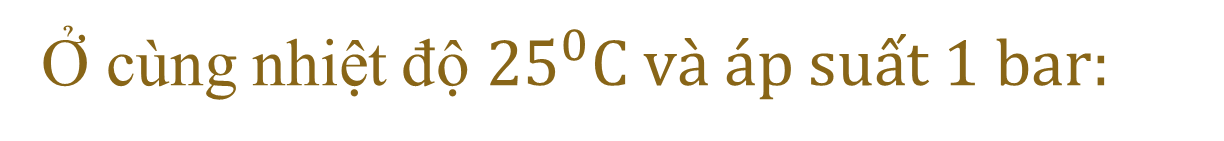 Ở cùng nhiệt độ 25⁰C và áp suất 1 bar: